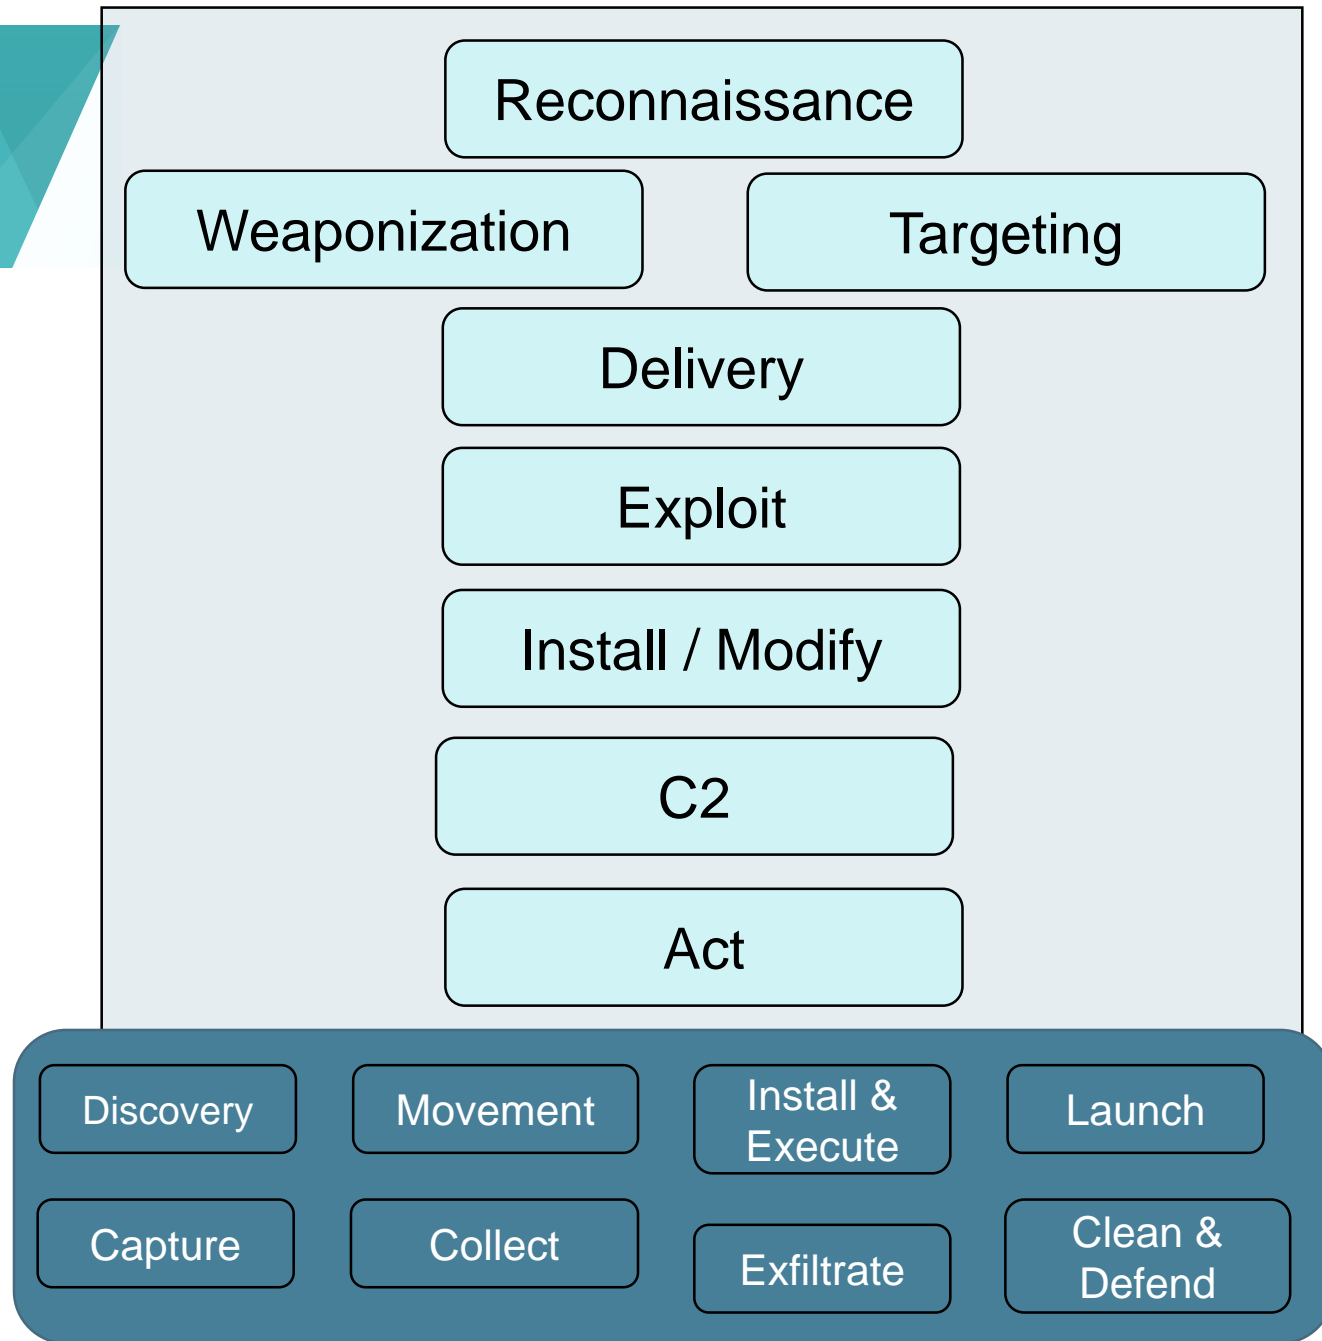 Reconnaissance
Weaponization
Targeting
Delivery
Exploit
Install / Modify
C2
Act
Discovery
Movement
Install &
Execute
Launch
Capture
Collect
Exfiltrate
Clean &
Defend